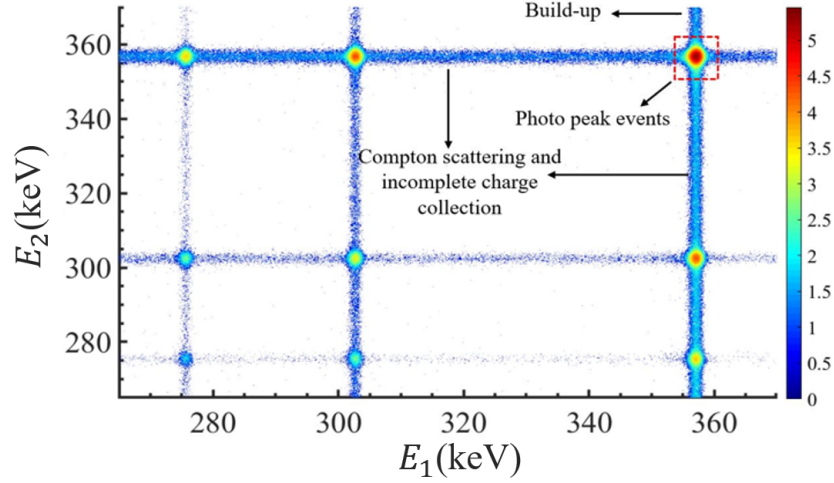 Build-up
5
360
4.5
4
340
Photo peak events
3.5
Compton scattering and
incomplete charge
collection
3
320
2.5
E2(keV)
2
300
1.5
1
280
0.5
0
280 300 320 340 360
E1(keV)